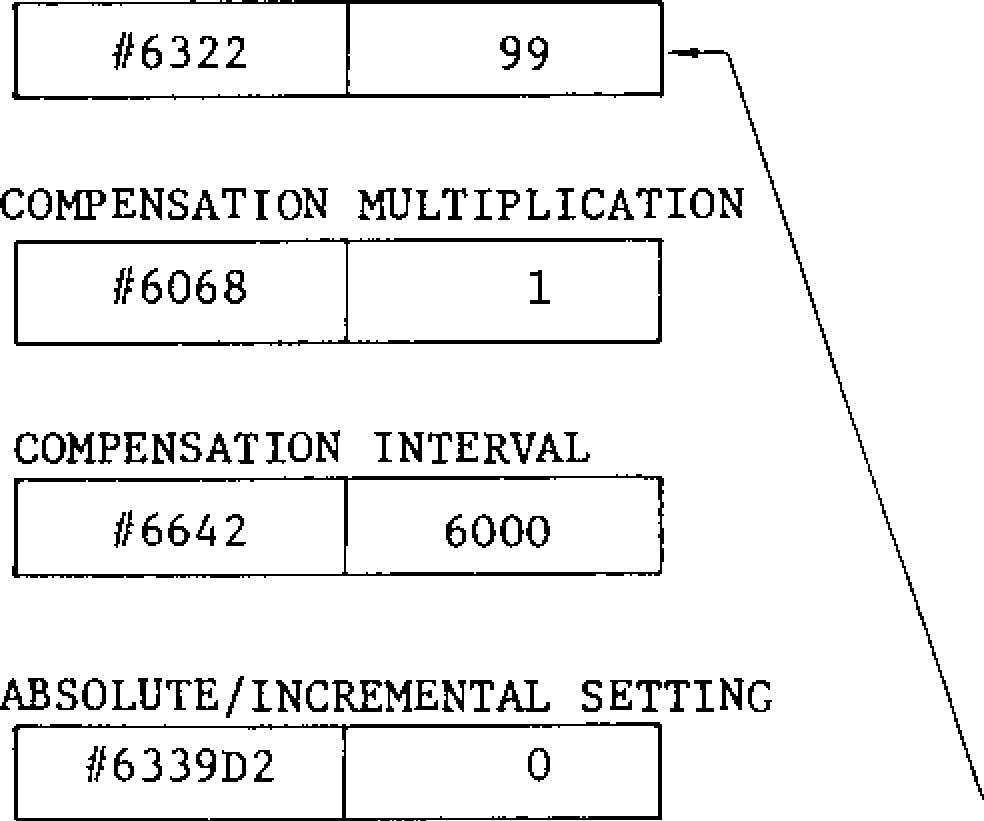 #6322 99
COMPENSATION MULTIPLICATION
#6068 1
COMPENSATION INTERVAL
#6642 6000
ABSOLUTE/INCREMENTAL SETTING
#6339D2 0